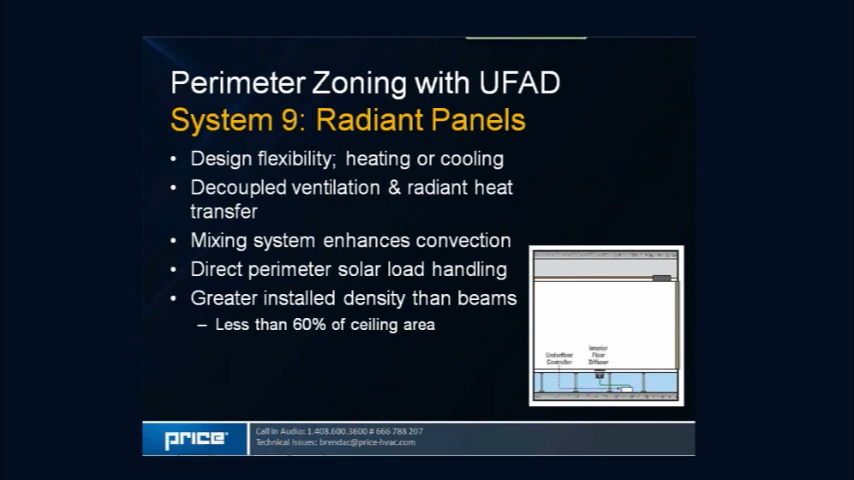 Perimeter Zoning with UFAD
System 9: Radiant Panels
• Design flexibility; heating or cooling
• Decoupled ventilation & radiant heat
transfer
• Mixing system enhances convection
• Direct perimeter solar load handling
• Greater installed density than beams
– Less than 60% of ceiling area
Underfloor
Controller
Interior
Floor
Diffuser
PRICE
Call In Audio: 1.408.600.3600 # 666 788 207
Technical Issues: brendac@price-hvac.com